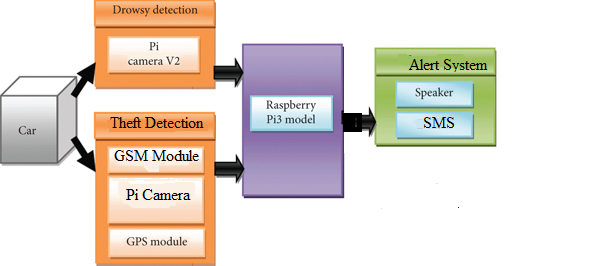 Drowsy detection
Pi
camera V2
Car
Theft Detection
GSM Module
Pi Camera
GPS module
Raspberry
Pi3 model
Alert System
Speaker
SMS